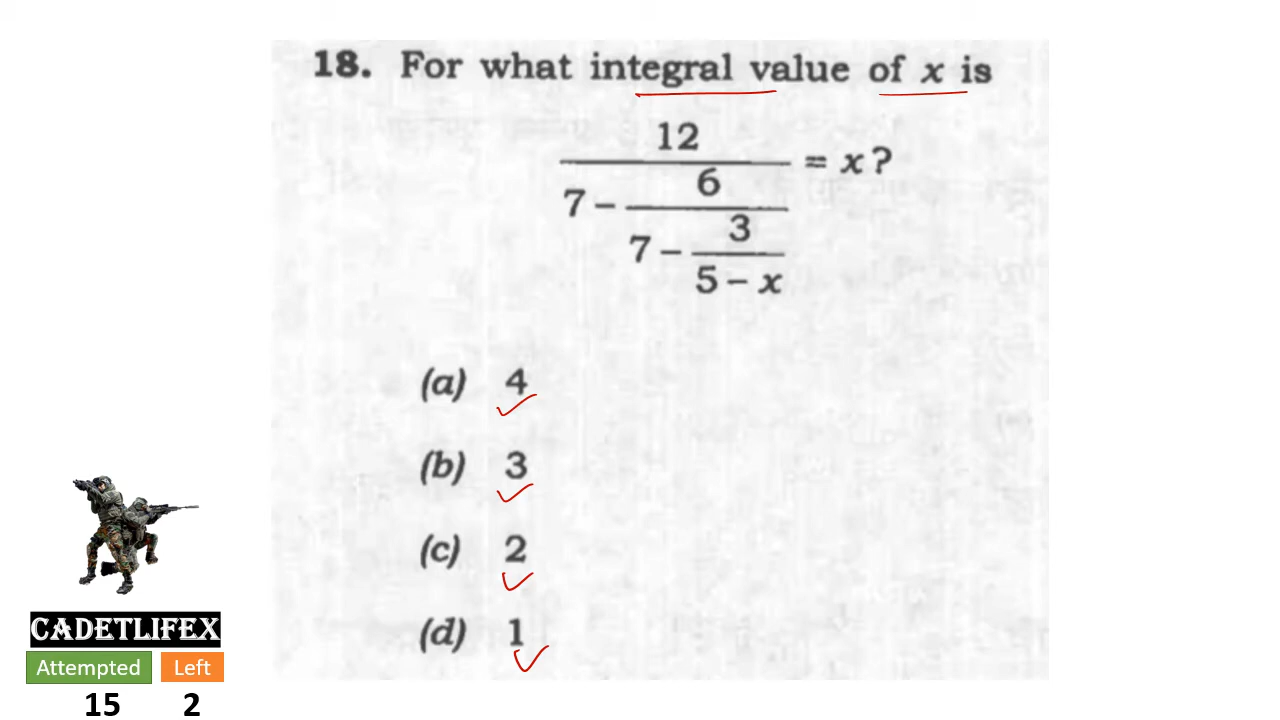 18. For what integral value of x is
12
= x?
7 –
6
7 –
3
5 – x
(a) 4
(b) 3
(c) 2
(d) 1
CADETLIFEX
Attempted Left
15 2